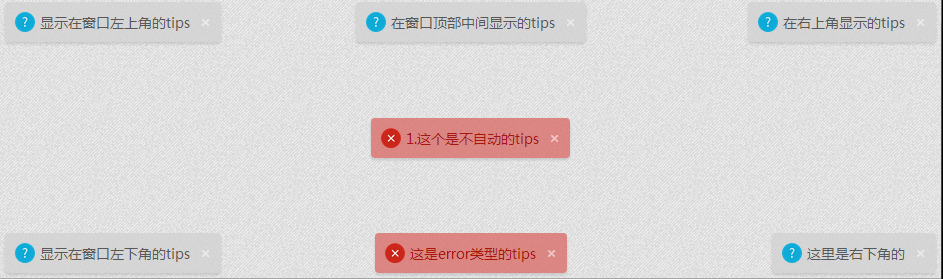 显示在窗口左上角的tips
在窗口顶部中间显示的tips
在右上角显示的tips
1.这个是不自动的tips
显示在窗口左下角的tips
这是error类型的tips
这里是右下角的